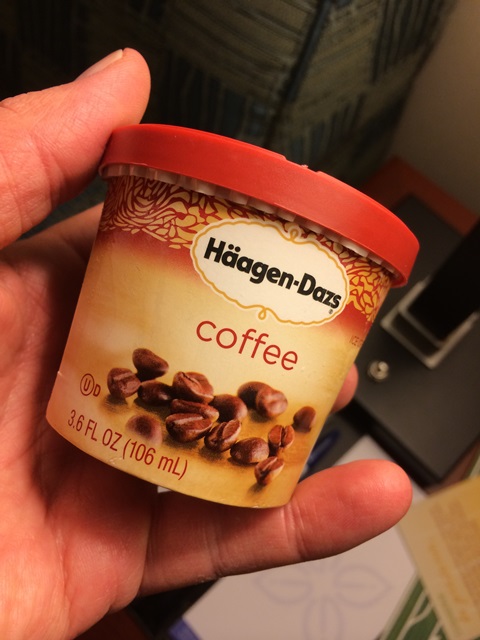 Häagen-Dazs®
coffee
UD
3.6 FL OZ (106 mL)